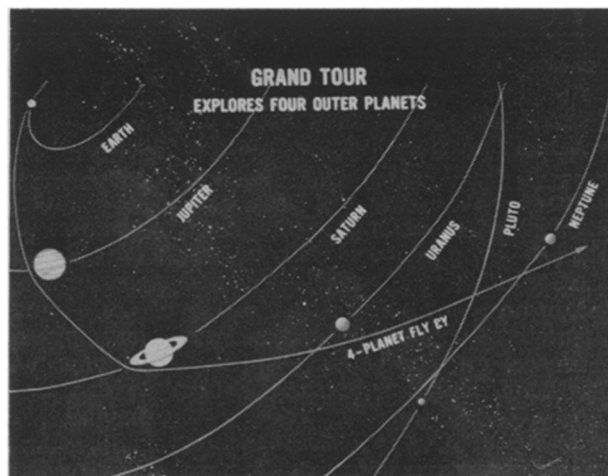 GRAND TOUR
EXPLORES FOUR OUTER PLANETS
EARTH
JUPITER
SATURN
URANUS
PLUTO
NEPTUNE
4-PLANET FLY BY